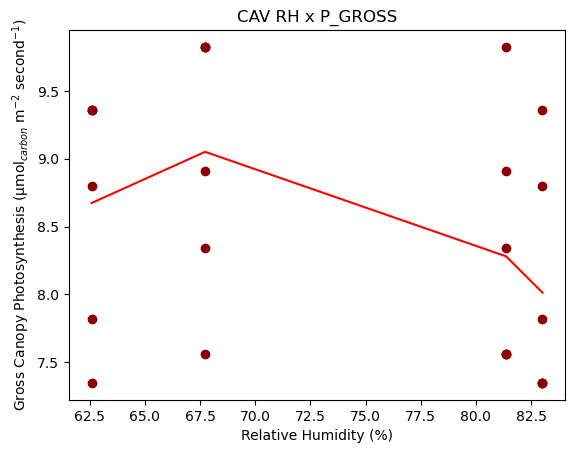 CAV RH x P_GROSS
Gross Canopy Photosynthesis (μmol_carbon m⁻² second⁻¹)
9.5
9.0
8.5
8.0
7.5
62.5 65.0 67.5 70.0 72.5 75.0 77.5 80.0 82.5
Relative Humidity (%)